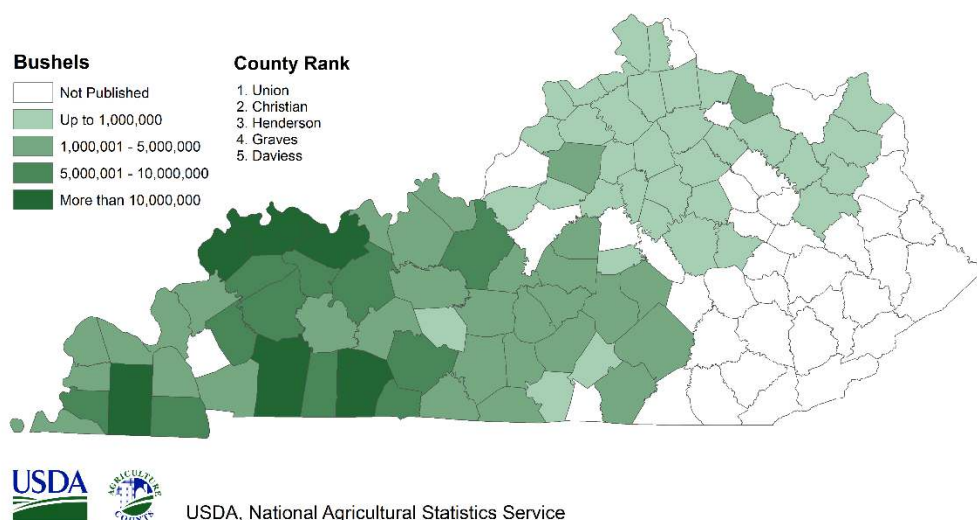 Bushels
Not Published
Up to 1,000,000
1,000,001 - 5,000,000
5,000,001 - 10,000,000
More than 10,000,000
County Rank
1. Union
2. Christian
3. Henderson
4. Graves
5. Daviess
USDA
AGRICULTURE
COUNTS
USDA, National Agricultural Statistics Service